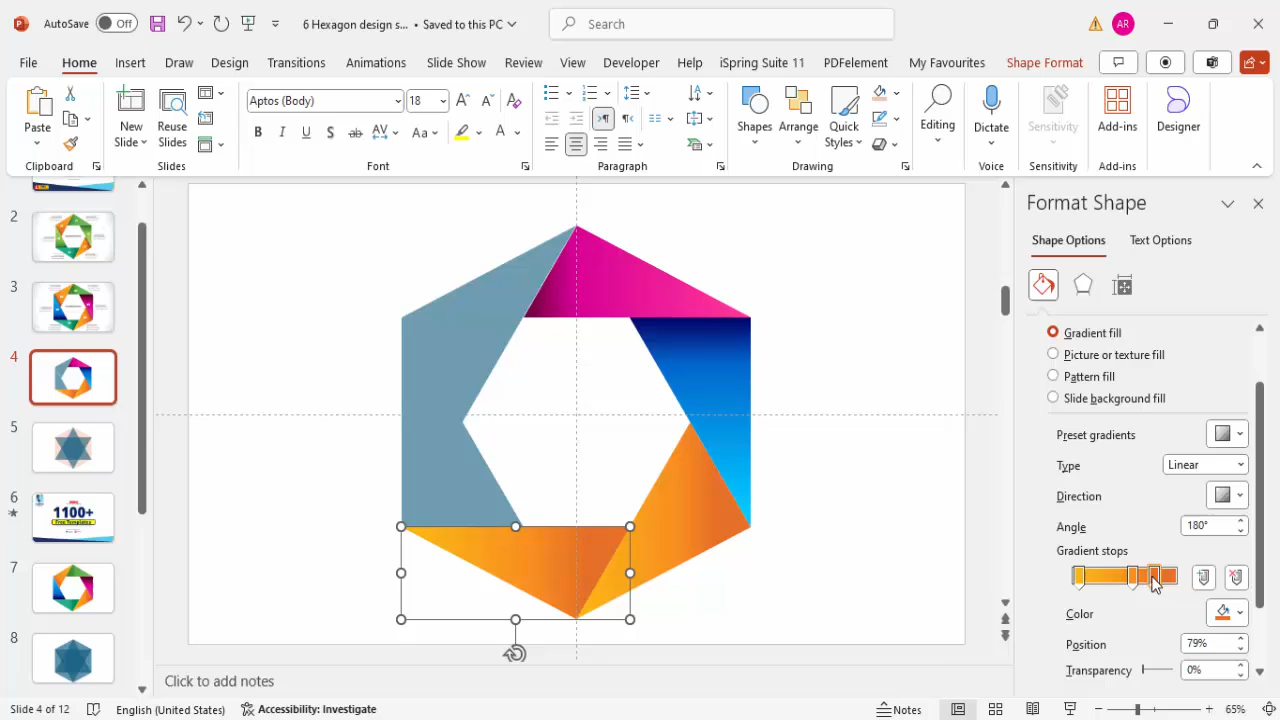 AutoSave Off 6 Hexagon design s... • Saved to this PC Search AR
File Home Insert Draw Design Transitions Animations Slide Show Review View Developer Help iSpring Suite 11 PDFelement My Favourites Shape Format
Paste New Slide Reuse Slides Aptos (Body) 18 Shapes Arrange Quick Styles Editing Dictate Sensitivity Add-ins Designer
Clipboard Slides Font Paragraph Drawing Voice Sensitivity Add-ins
2
3
4
5
6
1100+
7
8
Format Shape
Shape Options Text Options
Gradient fill
Picture or texture fill
Pattern fill
Slide background fill
Preset gradients
Type Linear
Direction
Angle 180°
Gradient stops
Color
Position 79%
Transparency 0%
Click to add notes
Slide 4 of 12 English (United States) Accessibility: Investigate Notes 65%